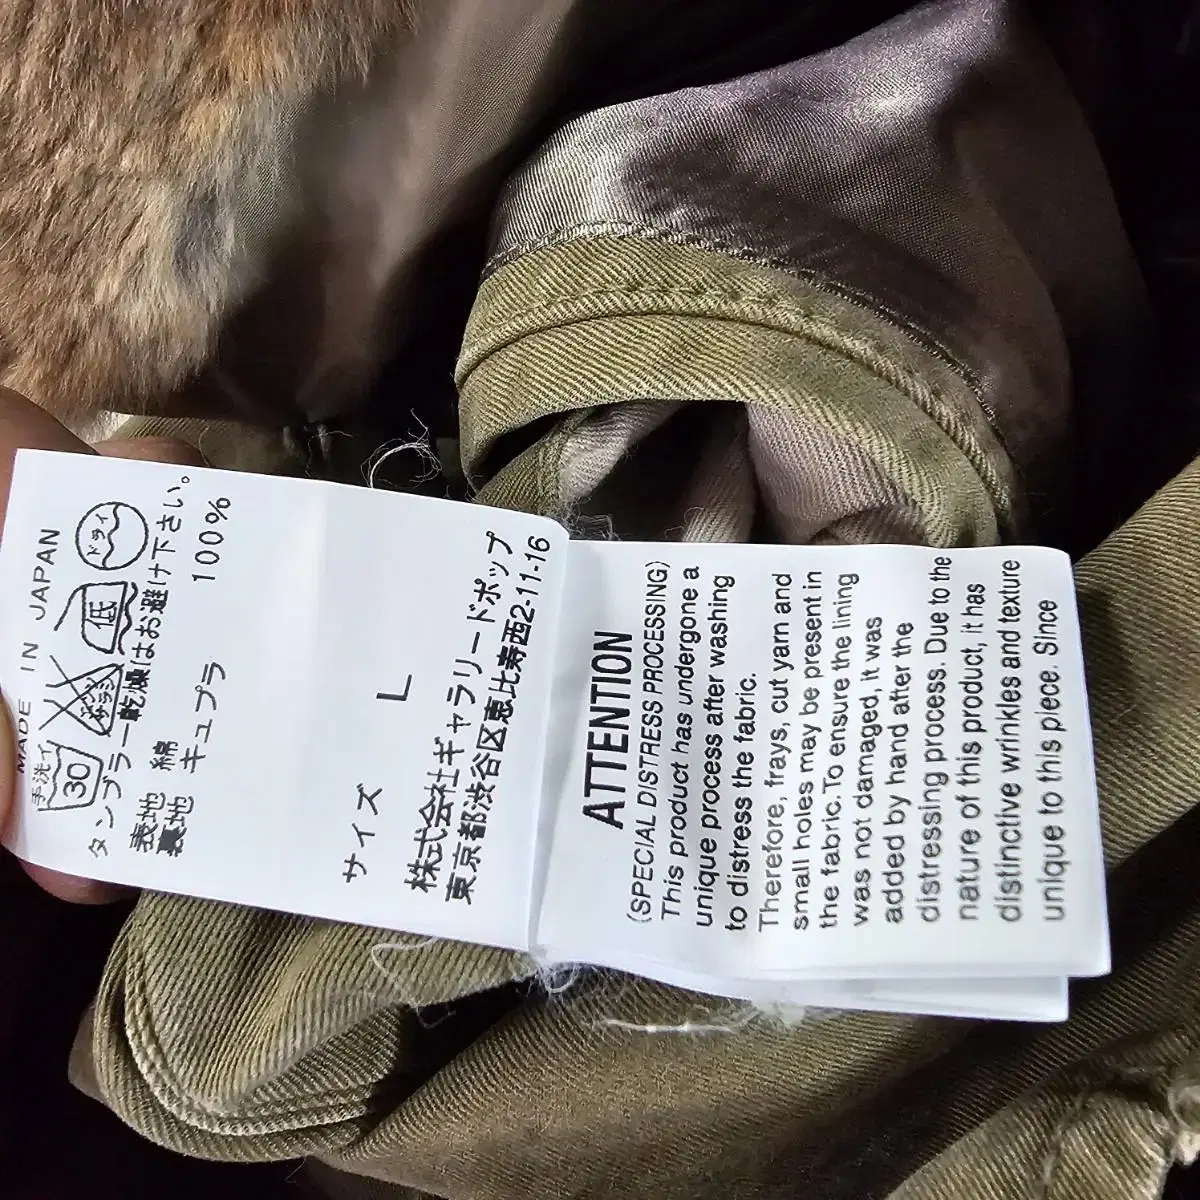 MADE IN JAPAN
手洗イ
30
エンソサラシ
低
ドライ
タンブラー乾燥はお避け下さい。
表地 綿 100%
裏地 キュプラ
サイズ L
株式会社ギャラリードポップ
東京都渋谷区恵比寿西2-11-16
ATTENTION
(SPECIAL DISTRESS PROCESSING)
This product has undergone a
unique process after washing
to distress the fabric.
Therefore, frays, cut yarn and
small holes may be present in
the fabric. To ensure the lining
was not damaged, it was
added by hand after the
distressing process. Due to the
nature of this product, it has
distinctive wrinkles and texture
unique to this piece. Since